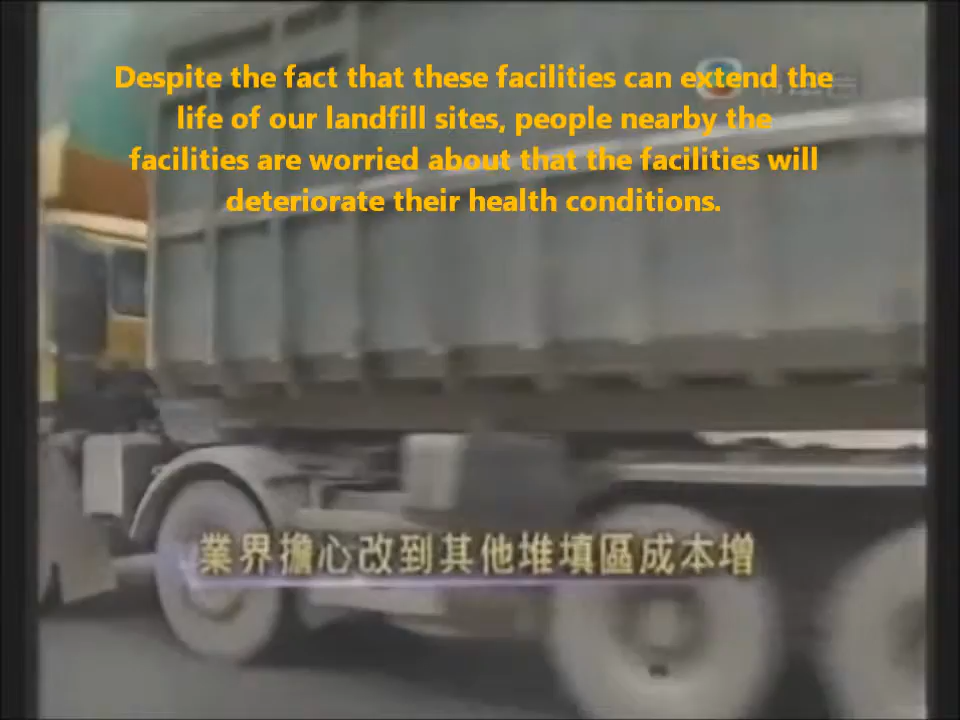 Despite the fact that these facilities can extend the
life of our landfill sites, people nearby the
facilities are worried about that the facilities will
deteriorate their health conditions.
業界擔心改到其他堆填區成本增